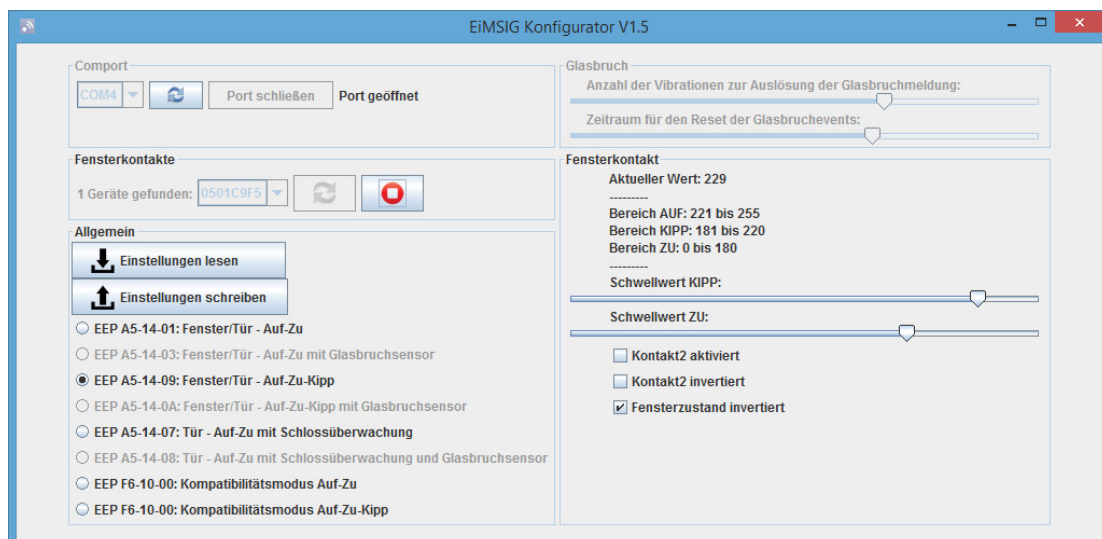 EiMSIG Konfigurator V1.5
Comport
COM4
Port schließen
Port geöffnet
Fensterkontakte
1 Geräte gefunden:
0501C9F5
Allgemein
Einstellungen lesen
Einstellungen schreiben
EEP A5-14-01: Fenster/Tür - Auf-Zu
EEP A5-14-03: Fenster/Tür - Auf-Zu mit Glasbruchsensor
EEP A5-14-09: Fenster/Tür - Auf-Zu-Kipp
EEP A5-14-0A: Fenster/Tür - Auf-Zu-Kipp mit Glasbruchsensor
EEP A5-14-07: Tür - Auf-Zu mit Schlossüberwachung
EEP A5-14-08: Tür - Auf-Zu mit Schlossüberwachung und Glasbruchsensor
EEP F6-10-00: Kompatibilitätsmodus Auf-Zu
EEP F6-10-00: Kompatibilitätsmodus Auf-Zu-Kipp
Glasbruch
Anzahl der Vibrationen zur Auslösung der Glasbruchmeldung:
Zeitraum für den Reset der Glasbruchevents:
Fensterkontakt
Aktueller Wert: 229
---------
Bereich AUF: 221 bis 255
Bereich KIPP: 181 bis 220
Bereich ZU: 0 bis 180
---------
Schwellwert KIPP:
Schwellwert ZU:
Kontakt2 aktiviert
Kontakt2 invertiert
Fensterzustand invertiert